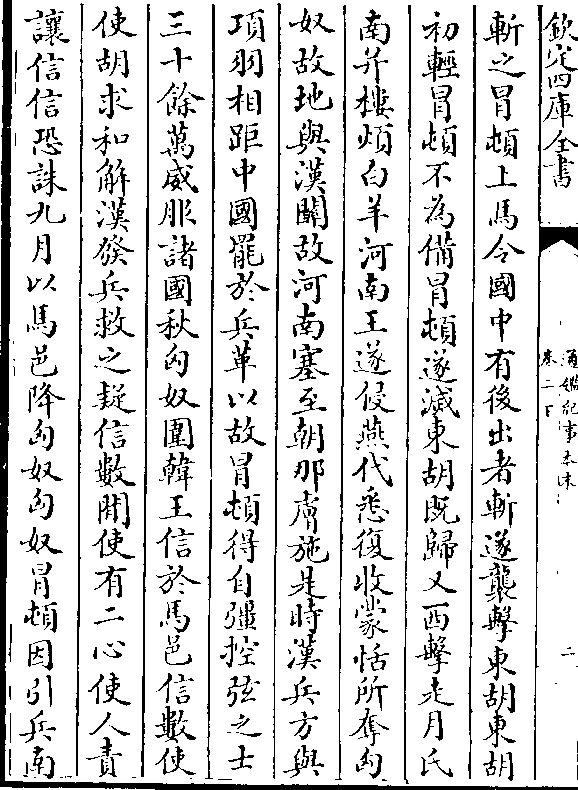 欽定四庫全書
通鑑紀事本末
卷二下
二
斬之冒頓上馬令國中有後出者斬遂襲擊東胡東胡
初輕冒頓不為備冒頓遂滅東胡既歸又西擊走月氏
南并樓煩白羊河南王遂侵燕代悉復收蒙恬所奪匈
奴故地與漢關故河南塞至朝那膚施是時漢兵方與
項羽相距中國罷於兵革以故冒頓得自彊控弦之士
三十餘萬威服諸國秋匈奴圍韓王信於馬邑信數使
使胡求和解漢發兵救之疑信數閒使有二心使人責
讓信信恐誅九月以馬邑降匈奴匈奴冒頓因引兵南